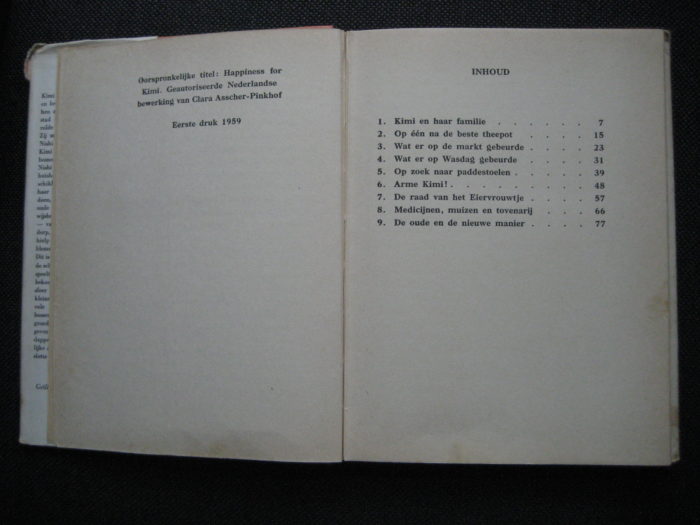 Oorspronkelijke titel: Happiness for
Kimi. Geautoriseerde Nederlandse
bewerking van Clara Asscher-Pinkhof
Eerste druk 1959
INHOUD
1. Kimi en haar familie . . . . . . 7
2. Op één na de beste theepot . . . . 15
3. Wat er op de markt gebeurde . . . . 23
4. Wat er op Wasdag gebeurde . . . . 31
5. Op zoek naar paddestoelen . . . . . 39
6. Arme Kimi! . . . . . . . . 48
7. De raad van het Eiervrouwtje . . . . 57
8. Medicijnen, muizen en tovenarij . . . 66
9. De oude en de nieuwe manier . . . . 77